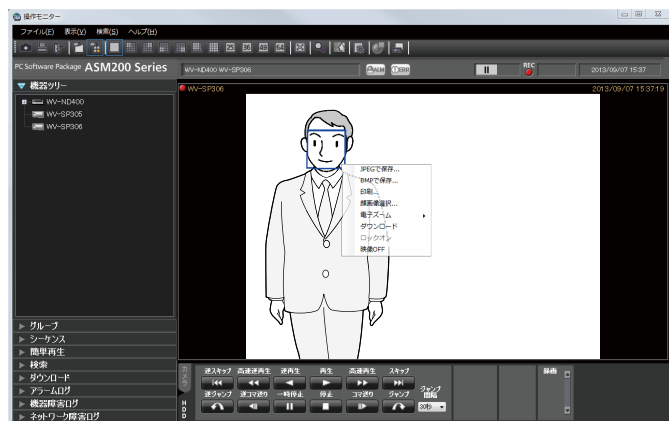 操作モニター
ファイル(F) 表示(V) 検索(S) ヘルプ(H)
25 36 49 64
PC Software Package ASM200 Series
WV-ND400 WV-SP306
ALM ERR
REC
2013/09/07 15:37
機器ツリー
WV-ND400
WV-SP305
WV-SP306
WV-SP306
2013/09/07 15:37:19
JPEGで保存...
BMPで保存...
印刷...
顔画像選択...
電子ズーム
ダウンロード
ロックオン
映像OFF
グループ
シーケンス
簡単再生
検索
ダウンロード
アラームログ
機器障害ログ
ネットワーク障害ログ
カメラ
HDD
逆スキップ 高速逆再生 逆再生 再生 高速再生 スキップ
逆ジャンプ 逆コマ送り 一時停止 停止 コマ送り ジャンプ
ジャンプ間隔
30秒
録画